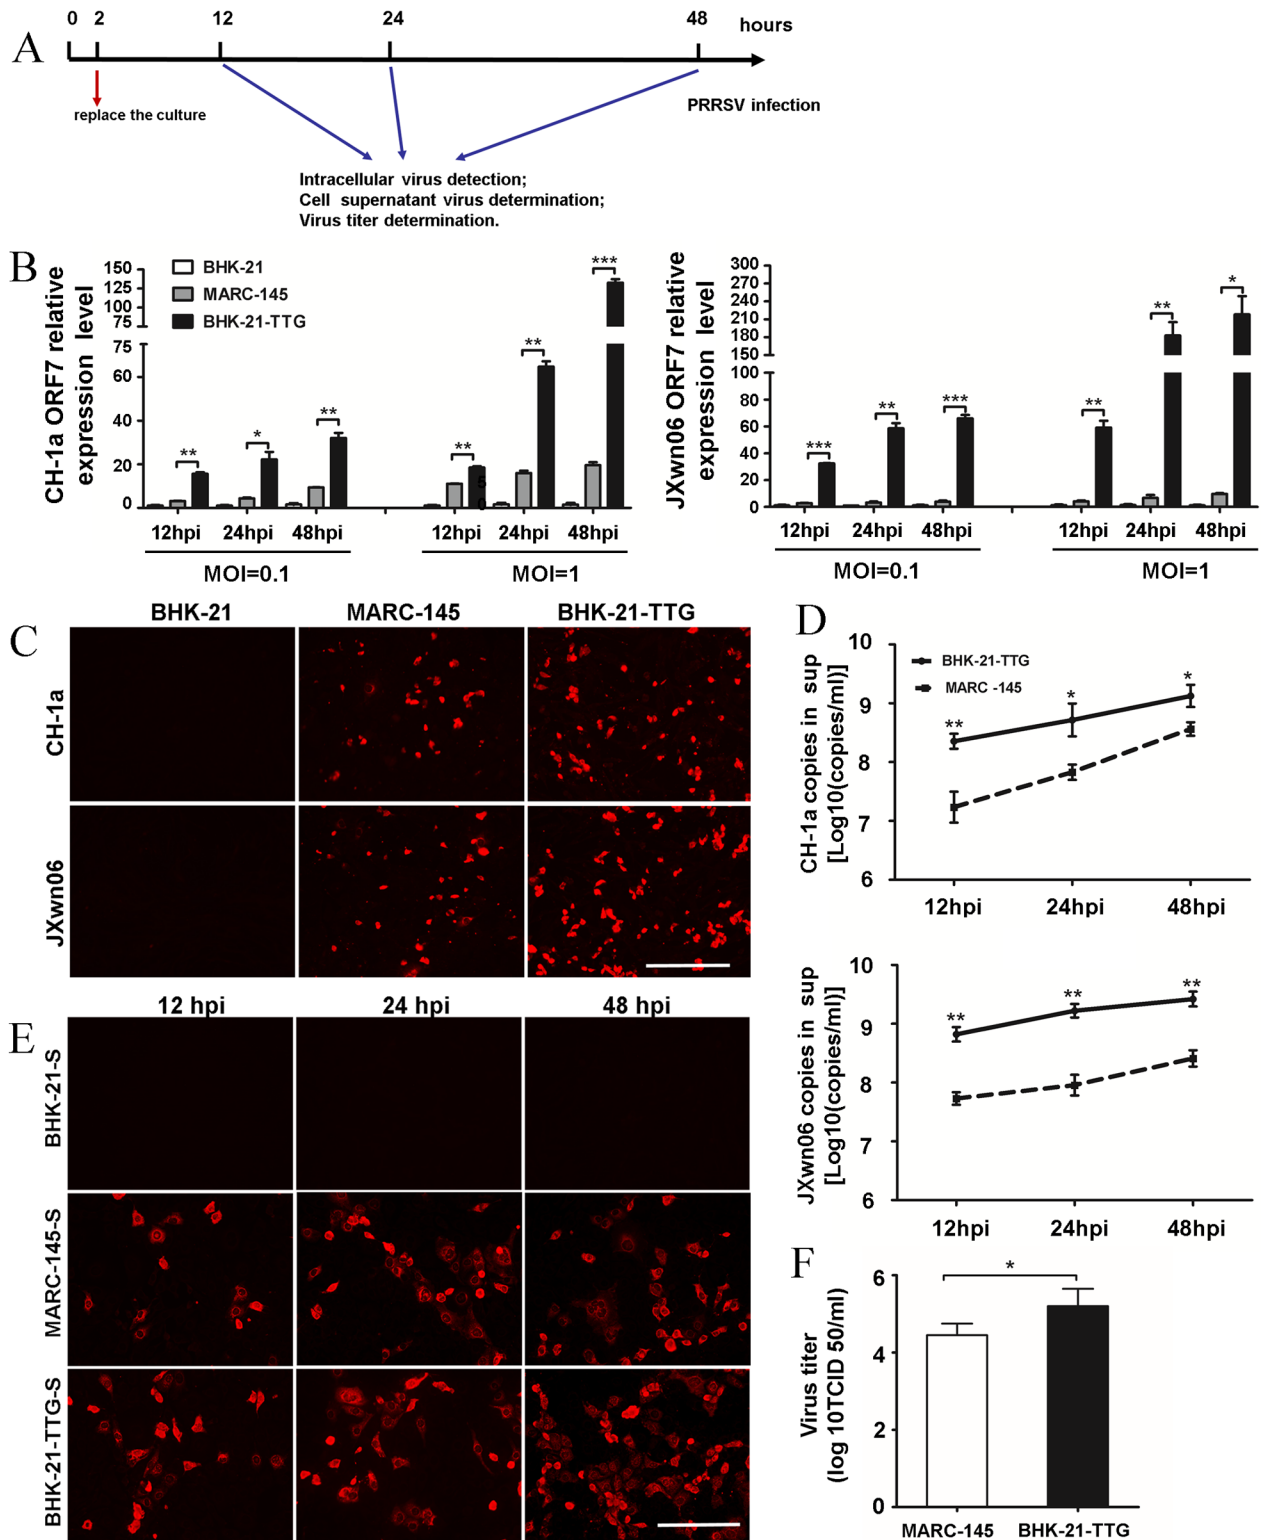 A
0 2 12 24 48 hours
replace the culture
PRRSV infection
Intracellular virus detection;
Cell supernatant virus determination;
Virus titer determination.
B
CH-1a ORF7 relative
expression level
150
125
100
75
75
60
40
20
0
BHK-21
MARC-145
BHK-21-TTG
** * ** ** ** ***
5
0
12hpi 24hpi 48hpi 12hpi 24hpi 48hpi
MOI=0.1 MOI=1
JXwn06 ORF7 relative
expression level
300
270
240
210
180
150
100
80
60
40
20
0
*** ** *** ** ** *
12hpi 24hpi 48hpi 12hpi 24hpi 48hpi
MOI=0.1 MOI=1
C
BHK-21 MARC-145 BHK-21-TTG
CH-1a
JXwn06
D
CH-1a copies in sup
[Log10(copies/ml)]
10
9
8
7
6
BHK-21-TTG
MARC -145
** * *
12hpi 24hpi 48hpi
JXwn06 copies in sup
[Log10(copies/ml)]
10
9
8
7
6
** ** **
12hpi 24hpi 48hpi
E
12 hpi 24 hpi 48 hpi
BHK-21-S
MARC-145-S
BHK-21-TTG-S
F
Virus titer
(log 10TCID 50/ml)
6
4
2
0
*
MARC-145 BHK-21-TTG